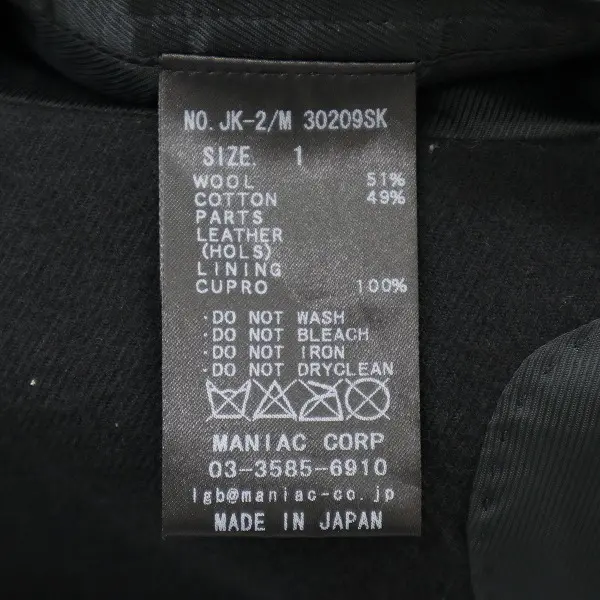 NO. JK-2/M 30209SK
SIZE. 1
WOOL 51%
COTTON 49%
PARTS
LEATHER
(HOLS)
LINING
CUPRO 100%
·DO NOT WASH
·DO NOT BLEACH
·DO NOT IRON
·DO NOT DRYCLEAN
MANIAC CORP
03-3585-6910
lgb@maniac-co.jp
MADE IN JAPAN